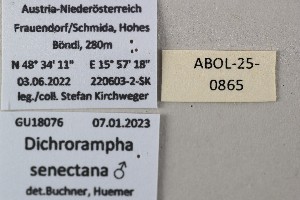 Austria-Niederösterreich
Frauendorf/Schmida, Hohes
Böndl, 280m
N 48° 34' 11" E 15° 57' 18"
03.06.2022 220603-2-SK
leg./coll. Stefan Kirchweger
GU18076 07.01.2023
Dichrorampha
senectana ♂
det.Buchner, Huemer
ABOL-25-
0865